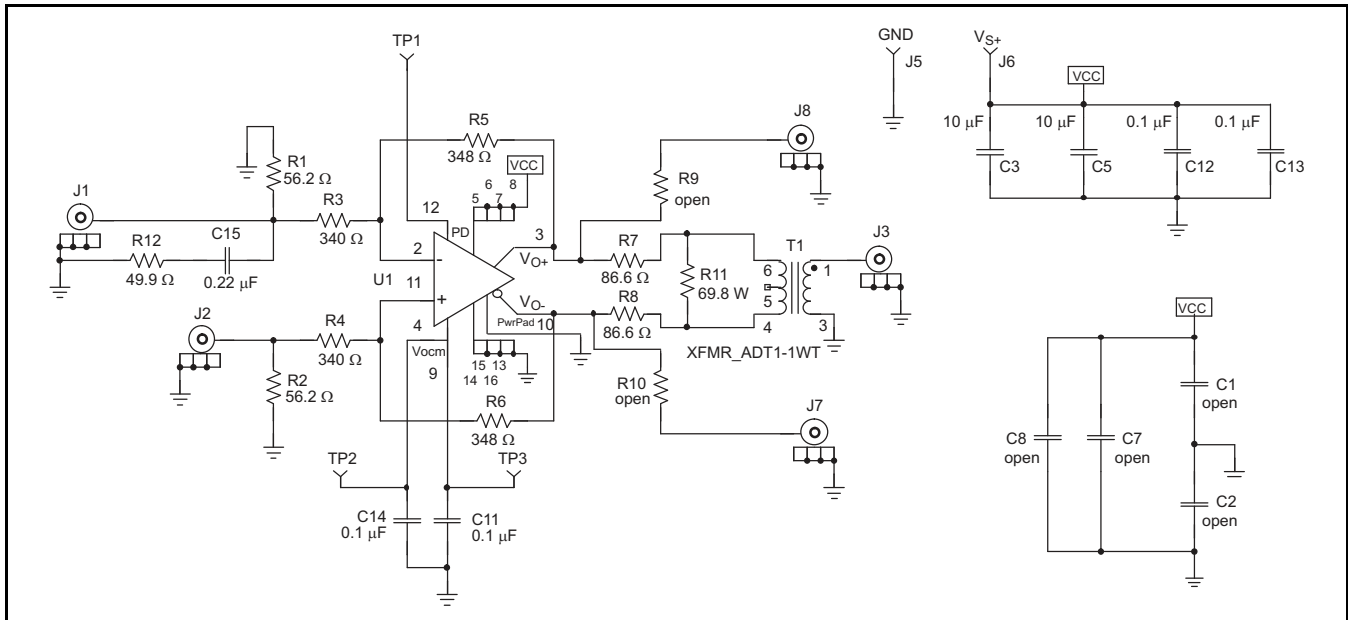 TP1
GND
J5
VS+
J6
VCC
10 µF
C3
10 µF
C5
0.1 µF
C12
0.1 µF
C13
J8
R5
348 Ω
VCC
R1
56.2 Ω
J1
R3
340 Ω
R12
49.9 Ω
C15
0.22 µF
12
PD
5
6
7
8
2
-
U1
11
+
3
VO+
VO-
PwrPad
10
4
Vocm
9
15
13
14
16
R9
open
R7
86.6 Ω
R8
86.6 Ω
R11
69.8 W
T1
6
5
4
1
3
J3
XFMR_ADT1-1WT
J2
R4
340 Ω
R2
56.2 Ω
R6
348 Ω
R10
open
J7
TP2
TP3
C14
0.1 µF
C11
0.1 µF
VCC
C1
open
C8
open
C7
open
C2
open